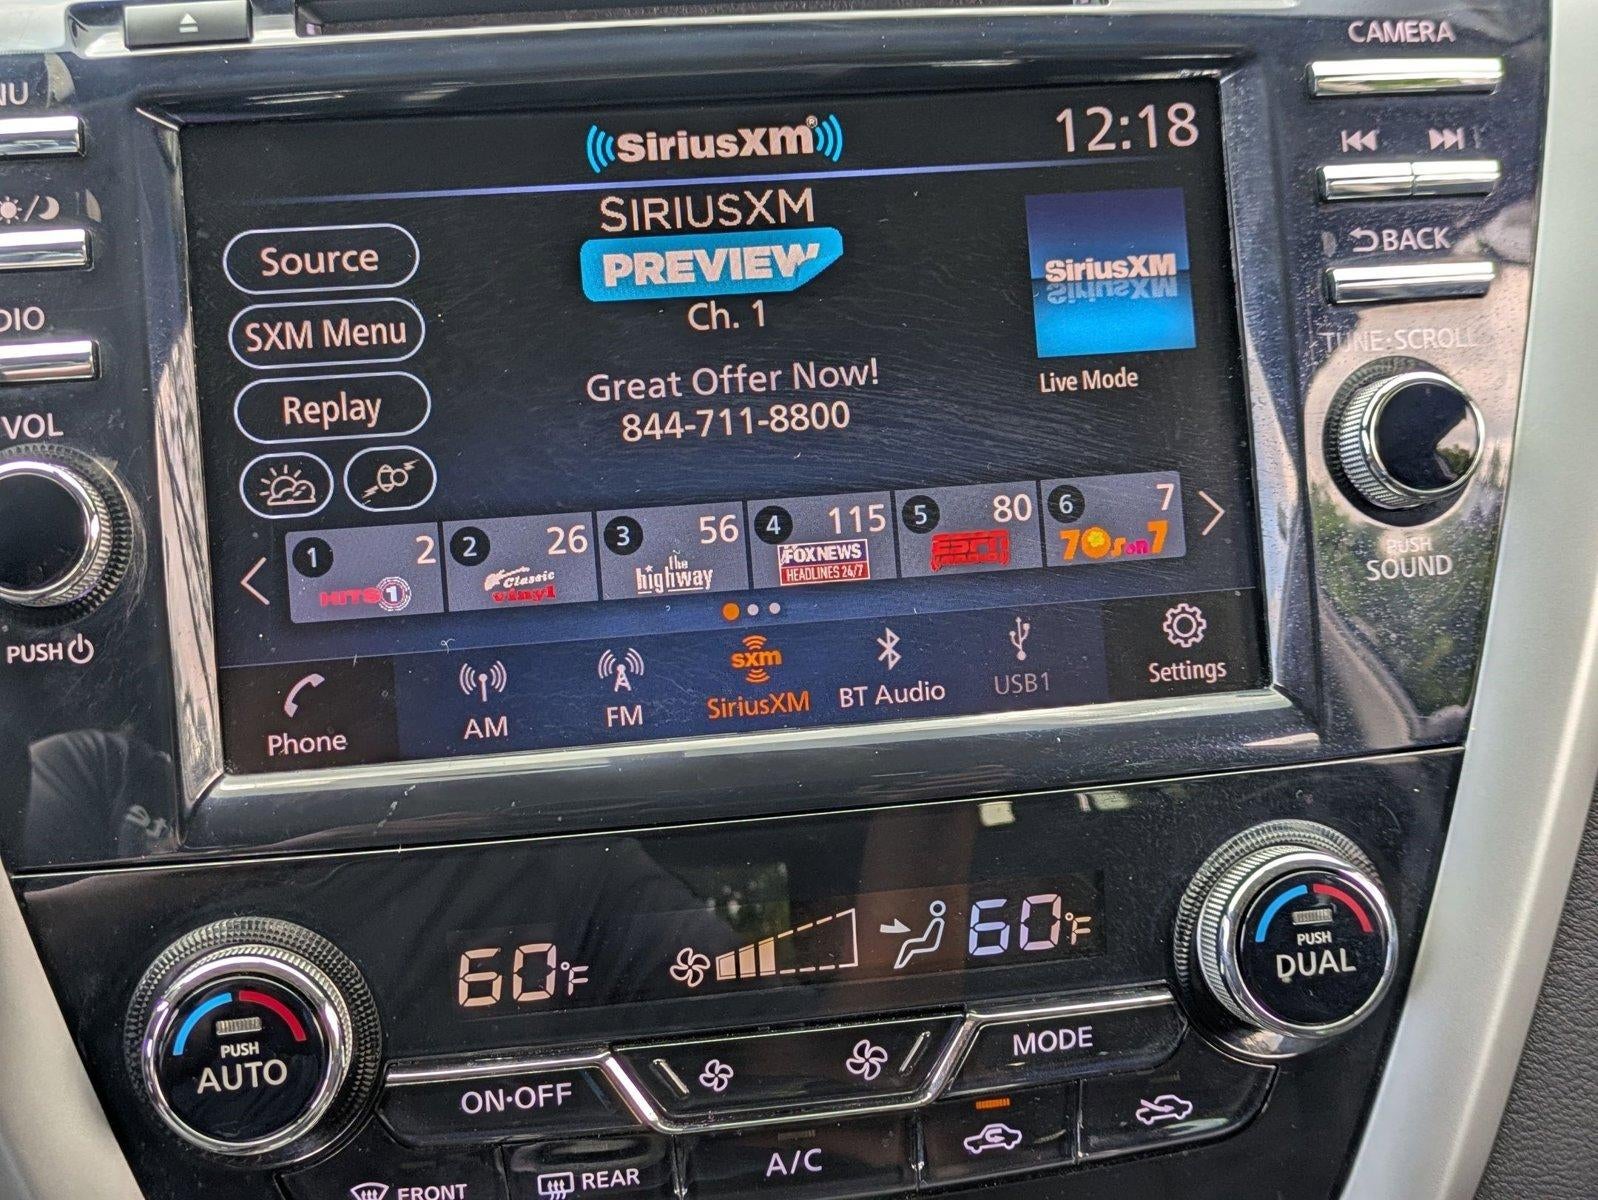 CAMERA
NU
SiriusXM®
12:18
SIRIUSXM
PREVIEW
Ch. 1
Source
SXM Menu
Replay
SiriusXM
Live Mode
Great Offer Now!
844-711-8800
BACK
TUNE·SCROLL
DIO
VOL
PUSH
1 2
HITS 1
2 26
Classic
vinyl
3 56
the
highway
4 115
FOX NEWS
HEADLINES 24/7
5 80
ESPN
6 7
70s on 7
PUSH
SOUND
Phone
AM
FM
sxm
SiriusXM
BT Audio
USB1
Settings
60°F
60°F
PUSH
AUTO
PUSH
DUAL
ON·OFF
MODE
A/C
FRONT
REAR